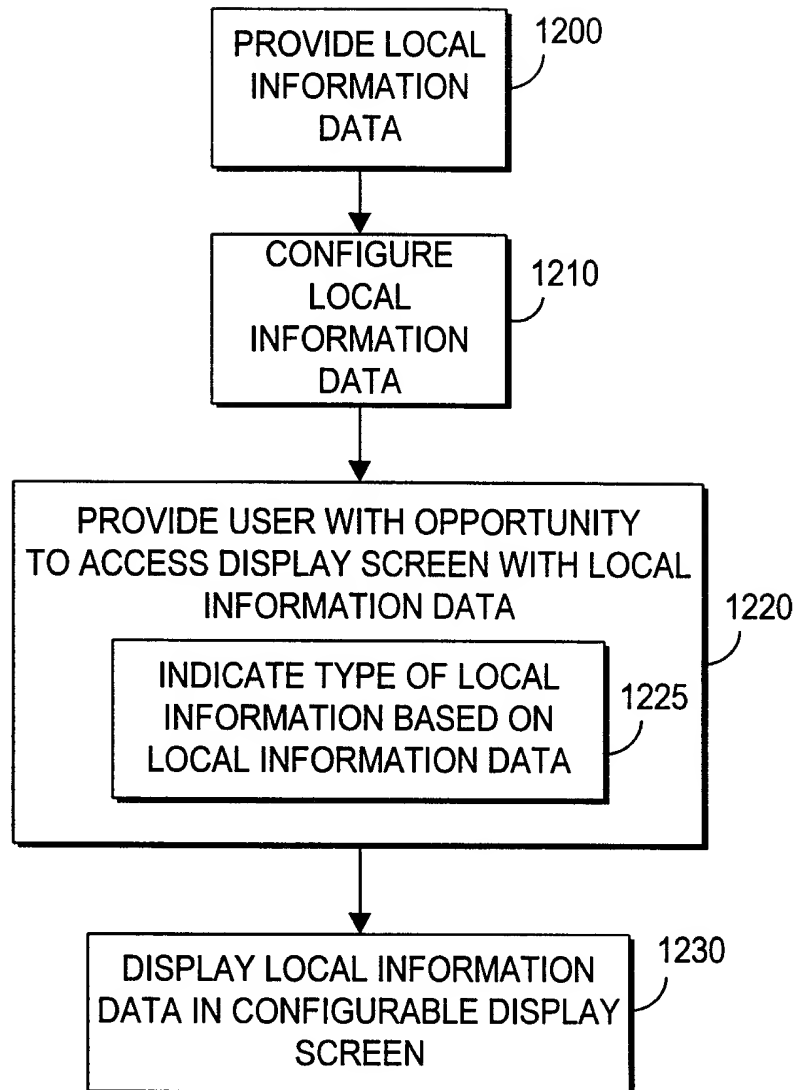 PROVIDE LOCAL
INFORMATION
DATA
1200
CONFIGURE
LOCAL
INFORMATION
DATA
1210
PROVIDE USER WITH OPPORTUNITY
TO ACCESS DISPLAY SCREEN WITH LOCAL
INFORMATION DATA
1220
INDICATE TYPE OF LOCAL
INFORMATION BASED ON
LOCAL INFORMATION DATA
1225
DISPLAY LOCAL INFORMATION
DATA IN CONFIGURABLE DISPLAY
SCREEN
1230